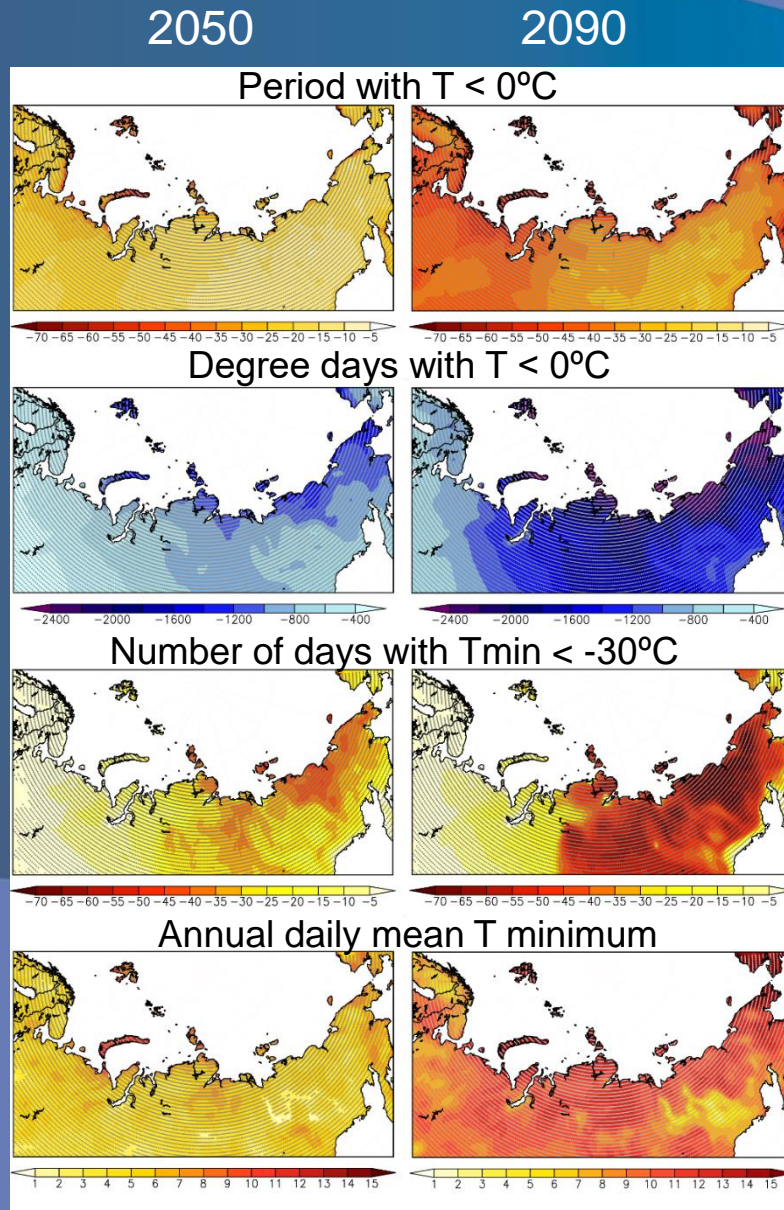 2050 2090
Period with T < 0ºC
-70 -65 -60 -55 -50 -45 -40 -35 -30 -25 -20 -15 -10 -5 -70 -65 -60 -55 -50 -45 -40 -35 -30 -25 -20 -15 -10 -5
Degree days with T < 0ºC
-2400 -2000 -1600 -1200 -800 -400 -2400 -2000 -1600 -1200 -800 -400
Number of days with Tmin < -30ºC
-70 -65 -60 -55 -50 -45 -40 -35 -30 -25 -20 -15 -10 -5 -70 -65 -60 -55 -50 -45 -40 -35 -30 -25 -20 -15 -10 -5
Annual daily mean T minimum
1 2 3 4 5 6 7 8 9 10 11 12 13 14 15 1 2 3 4 5 6 7 8 9 10 11 12 13 14 15